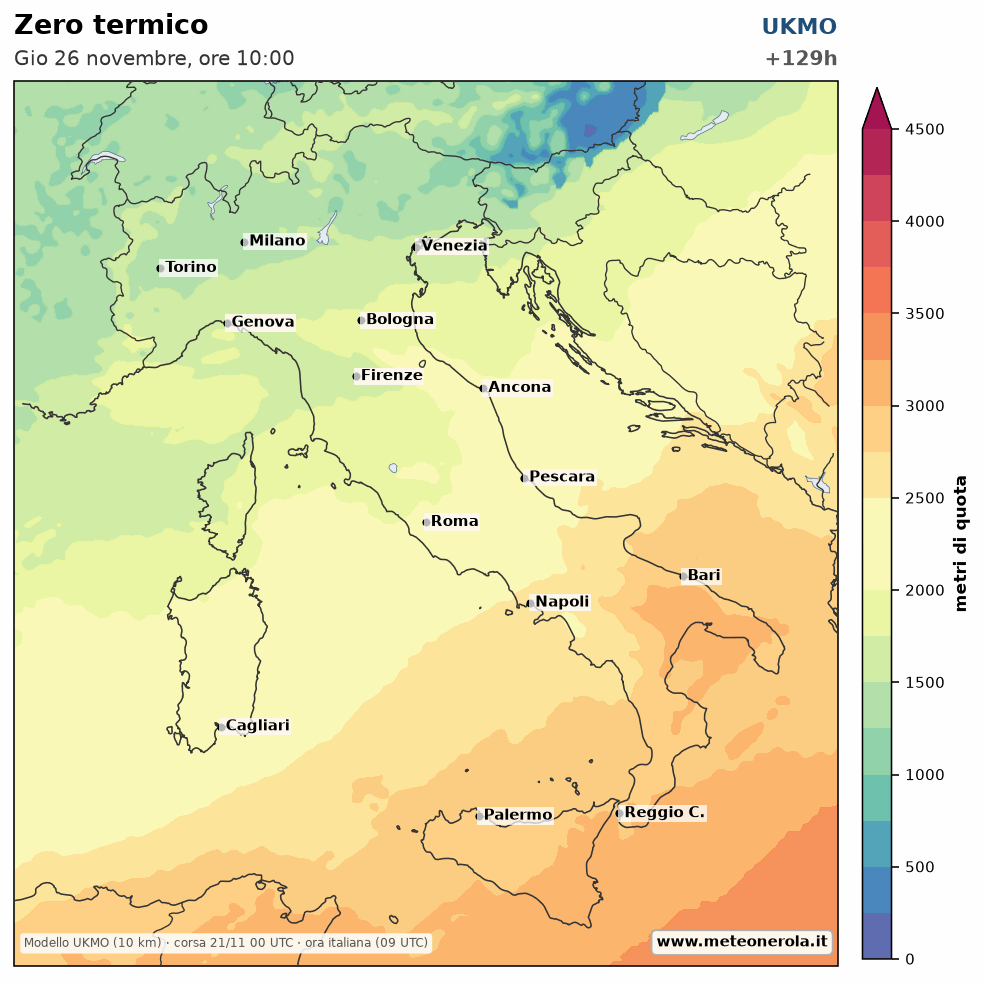 Zero termico
UKMO
Gio 26 novembre, ore 10:00
+129h
Milano
Venezia
Torino
Genova
Bologna
Firenze
Ancona
Pescara
Roma
Bari
Napoli
Cagliari
Palermo
Reggio C.
4500
4000
3500
3000
2500
2000
1500
1000
500
0
metri di quota
Modello UKMO (10 km) · corsa 21/11 00 UTC · ora italiana (09 UTC)
www.meteonerola.it